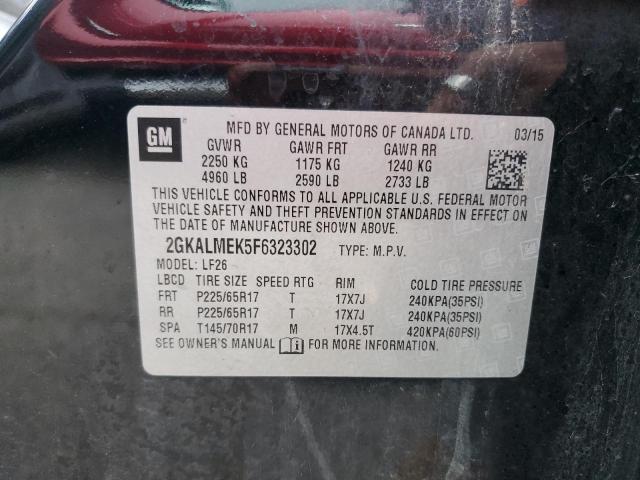 GM
MFD BY GENERAL MOTORS OF CANADA LTD. 03/15
GVWR GAWR FRT GAWR RR
2250 KG 1175 KG 1240 KG
4960 LB 2590 LB 2733 LB
THIS VEHICLE CONFORMS TO ALL APPLICABLE U.S. FEDERAL MOTOR
VEHICLE SAFETY AND THEFT PREVENTION STANDARDS IN EFFECT ON
THE DATE OF MANUFACTURE SHOWN ABOVE.
2GKALMEK5F6323302 TYPE: M.P.V.
MODEL: LF26
LBCD TIRE SIZE SPEED RTG RIM COLD TIRE PRESSURE
FRT P225/65R17 T 17X7J 240KPA(35PSI)
RR P225/65R17 T 17X7J 240KPA(35PSI)
SPA T145/70R17 M 17X4.5T 420KPA(60PSI)
SEE OWNER'S MANUAL FOR MORE INFORMATION.